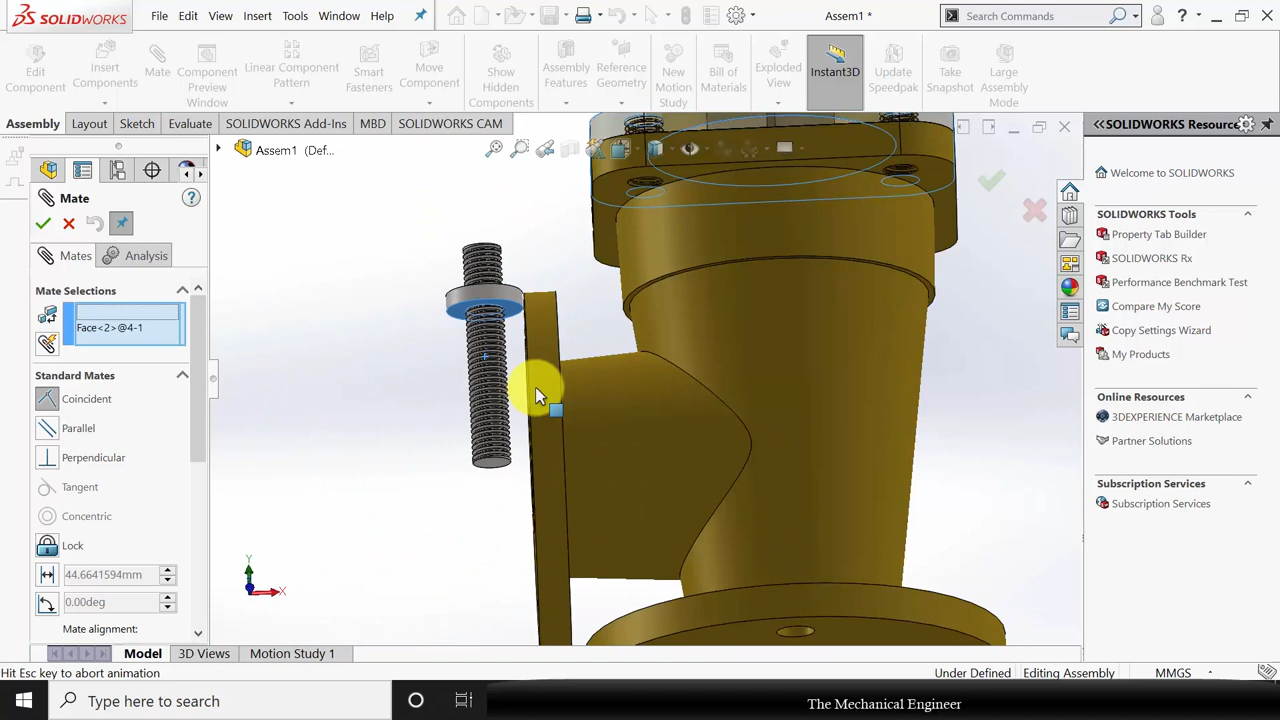 SOLIDWORKS
File Edit View Insert Tools Window Help
Assem1 *
Search Commands
?
Edit Component
Insert Components
Mate
Component Preview Window
Linear Component Pattern
Smart Fasteners
Move Component
Show Hidden Components
Assembly Features
Reference Geometry
New Motion Study
Bill of Materials
Exploded View
Instant3D
Update Speedpak
Take Snapshot
Large Assembly Mode
Assembly Layout Sketch Evaluate SOLIDWORKS Add-Ins MBD SOLIDWORKS CAM
Assem1 (Def...
Mate
?
Mates Analysis
Mate Selections
Face<2>@4-1
Standard Mates
Coincident
Parallel
Perpendicular
Tangent
Concentric
Lock
44.6641594mm
0.00deg
Mate alignment:
Y
X
SOLIDWORKS Resource
Welcome to SOLIDWORKS
SOLIDWORKS Tools
Property Tab Builder
SOLIDWORKS Rx
Performance Benchmark Test
Compare My Score
Copy Settings Wizard
My Products
Online Resources
3DEXPERIENCE Marketplace
Partner Solutions
Subscription Services
Subscription Services
Model 3D Views Motion Study 1
Hit Esc key to abort animation
Under Defined Editing Assembly MMGS
Type here to search
The Mechanical Engineer